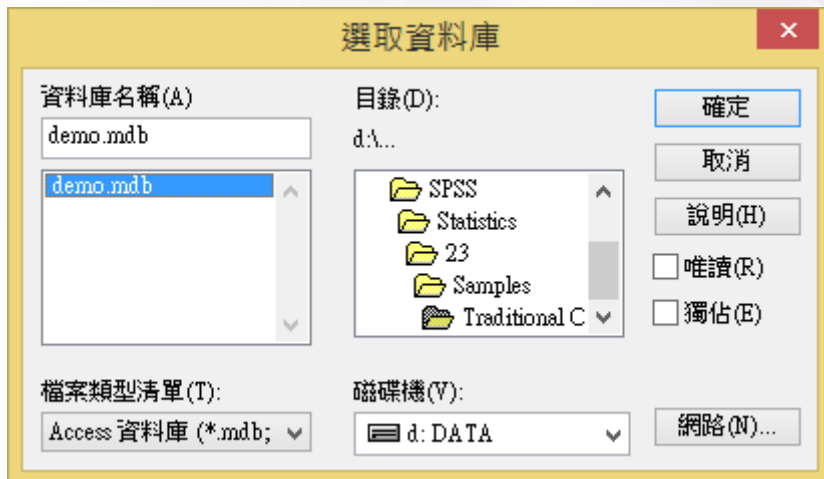 選取資料庫
資料庫名稱(A)
demo.mdb
demo.mdb
檔案類型清單(T):
Access 資料庫 (*.mdb;
目錄(D):
d:\...
SPSS
Statistics
23
Samples
Traditional C
磁碟機(V):
d: DATA
確定
取消
說明(H)
唯讀(R)
獨佔(E)
網路(N)...